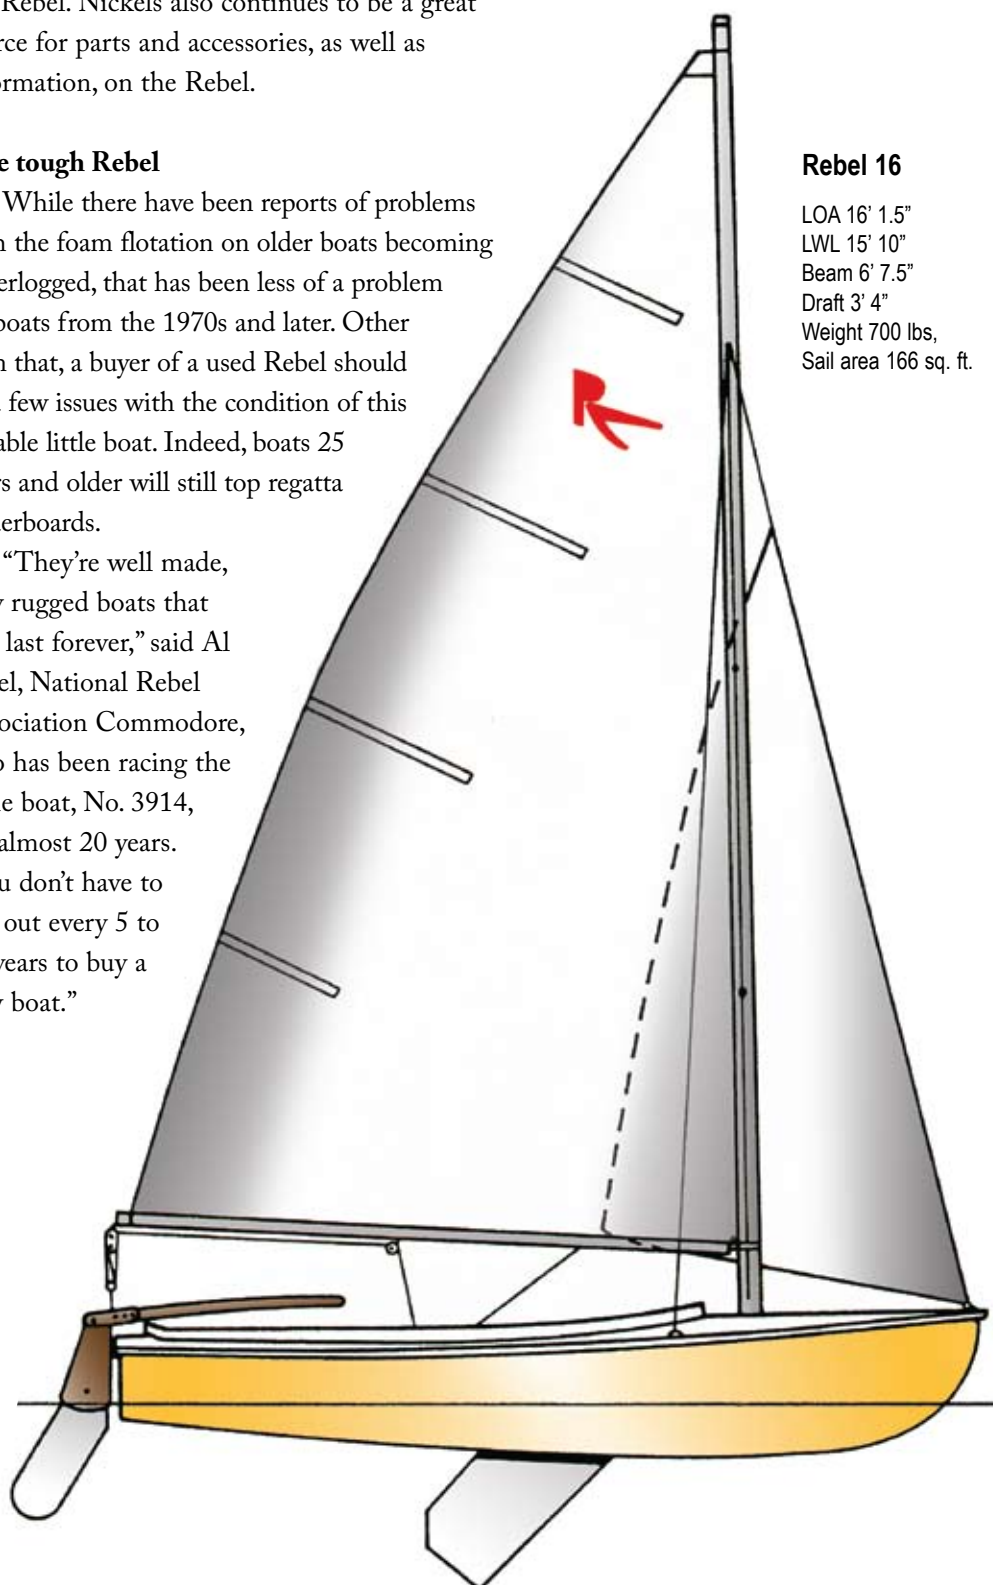 Rebel. Nickels also continues to be a great
rce for parts and accessories, as well as
ormation, on the Rebel.
e tough Rebel
While there have been reports of problems
h the foam flotation on older boats becoming
erlogged, that has been less of a problem
boats from the 1970s and later. Other
n that, a buyer of a used Rebel should
few issues with the condition of this
able little boat. Indeed, boats 25
s and older will still top regatta
erboards.
“They’re well made,
y rugged boats that
last forever,” said Al
el, National Rebel
ociation Commodore,
o has been racing the
e boat, No. 3914,
almost 20 years.
u don’t have to
out every 5 to
years to buy a
y boat.”
Rebel 16
LOA 16’ 1.5”
LWL 15’ 10”
Beam 6’ 7.5”
Draft 3’ 4”
Weight 700 lbs,
Sail area 166 sq. ft.
R